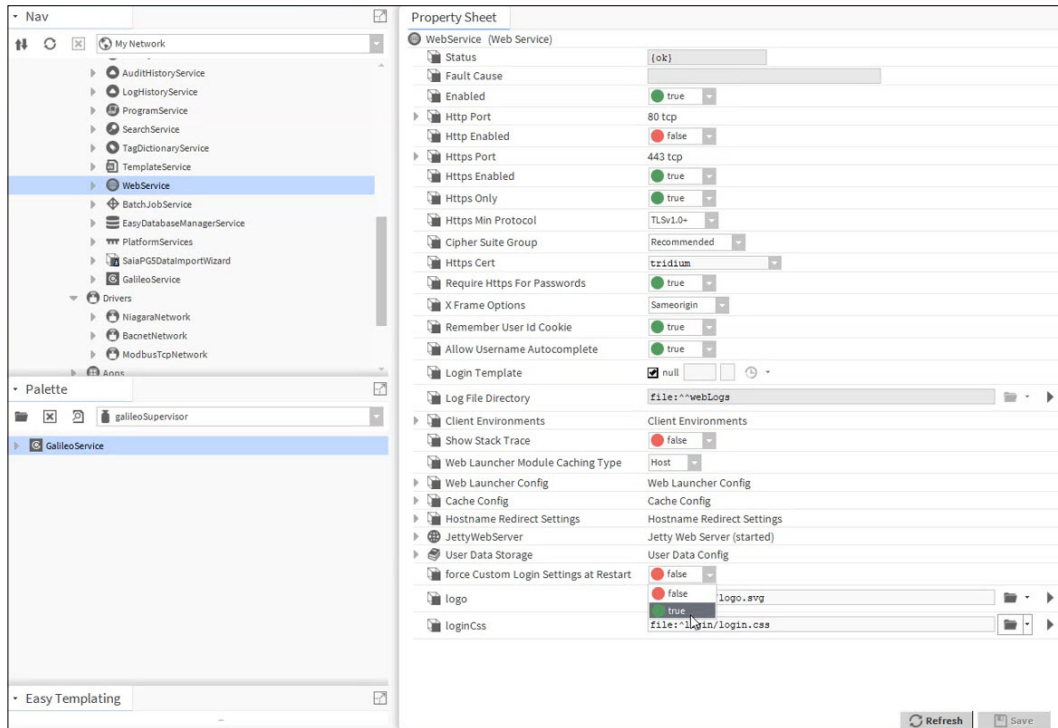 Nav
My Network
AuditHistoryService
LogHistoryService
ProgramService
SearchService
TagDictionaryService
TemplateService
WebService
BatchJobService
EasyDatabaseManagerService
PlatformServices
SaiaPG5DataImportWizard
GalileoService
Drivers
NiagaraNetwork
BacnetNetwork
ModbusTcpNetwork
Apps
Palette
galileoSupervisor
GalileoService
Easy Templating
Property Sheet
WebService (Web Service)
Status {ok}
Fault Cause
Enabled true
Http Port 80 tcp
Http Enabled false
Https Port 443 tcp
Https Enabled true
Https Only true
Https Min Protocol TLSv1.0+
Cipher Suite Group Recommended
Https Cert tridium
Require Https For Passwords true
X Frame Options Sameorigin
Remember User Id Cookie true
Allow Username Autocomplete true
Login Template null
Log File Directory file:^^webLogs
Client Environments Client Environments
Show Stack Trace false
Web Launcher Module Caching Type Host
Web Launcher Config Web Launcher Config
Cache Config Cache Config
Hostname Redirect Settings Hostname Redirect Settings
JettyWebServer Jetty Web Server (started)
User Data Storage User Data Config
force Custom Login Settings at Restart false
false
logo /logo.svg
true
loginCss file:^login/login.css
Refresh Save